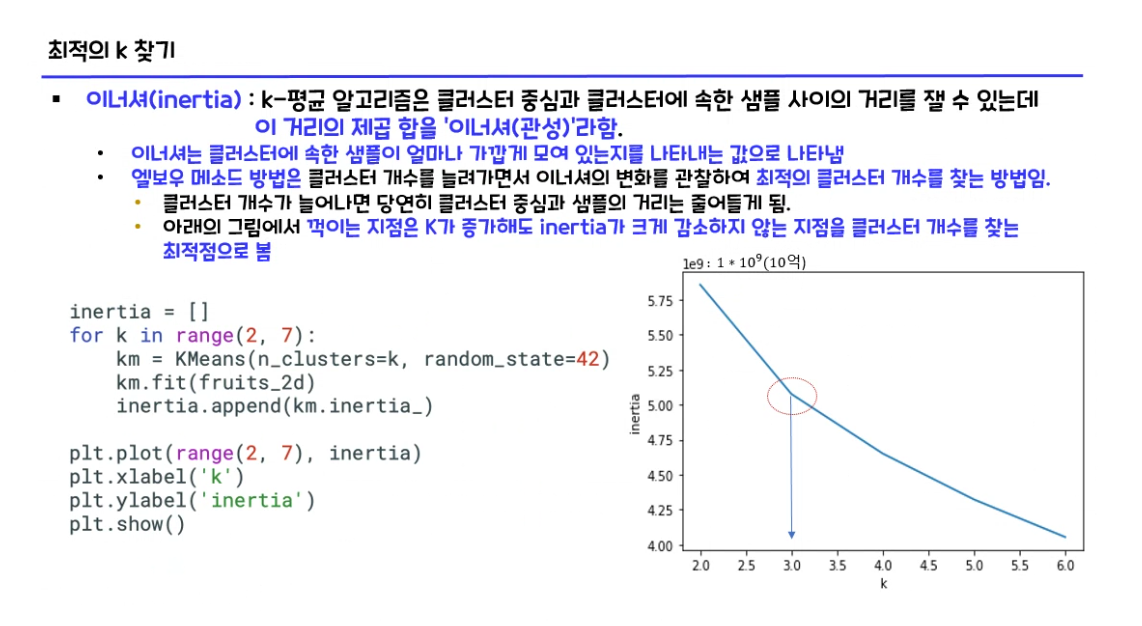 최적의 k 찾기
▪ 이너셔(inertia) : k-평균 알고리즘은 클러스터 중심과 클러스터에 속한 샘플 사이의 거리를 잴 수 있는데
이 거리의 제곱 합을 '이너셔(관성)'라함.
• 이너셔는 클러스터에 속한 샘플이 얼마나 가깝게 모여 있는지를 나타내는 값으로 나타냄
• 엘보우 메소드 방법은 클러스터 개수를 늘려가면서 이너셔의 변화를 관찰하여 최적의 클러스터 개수를 찾는 방법임.
• 클러스터 개수가 늘어나면 당연히 클러스터 중심과 샘플의 거리는 줄어들게 됨.
• 아래의 그림에서 꺽이는 지점은 K가 증가해도 inertia가 크게 감소하지 않는 지점을 클러스터 개수를 찾는
최적점으로 봄
inertia = []
for k in range(2, 7):
    km = KMeans(n_clusters=k, random_state=42)
    km.fit(fruits_2d)
    inertia.append(km.inertia_)
plt.plot(range(2, 7), inertia)
plt.xlabel('k')
plt.ylabel('inertia')
plt.show()
1e9 : 1 * 10⁹(10억)
5.75
5.50
5.25
5.00
4.75
4.50
4.25
4.00
inertia
2.0 2.5 3.0 3.5 4.0 4.5 5.0 5.5 6.0
k